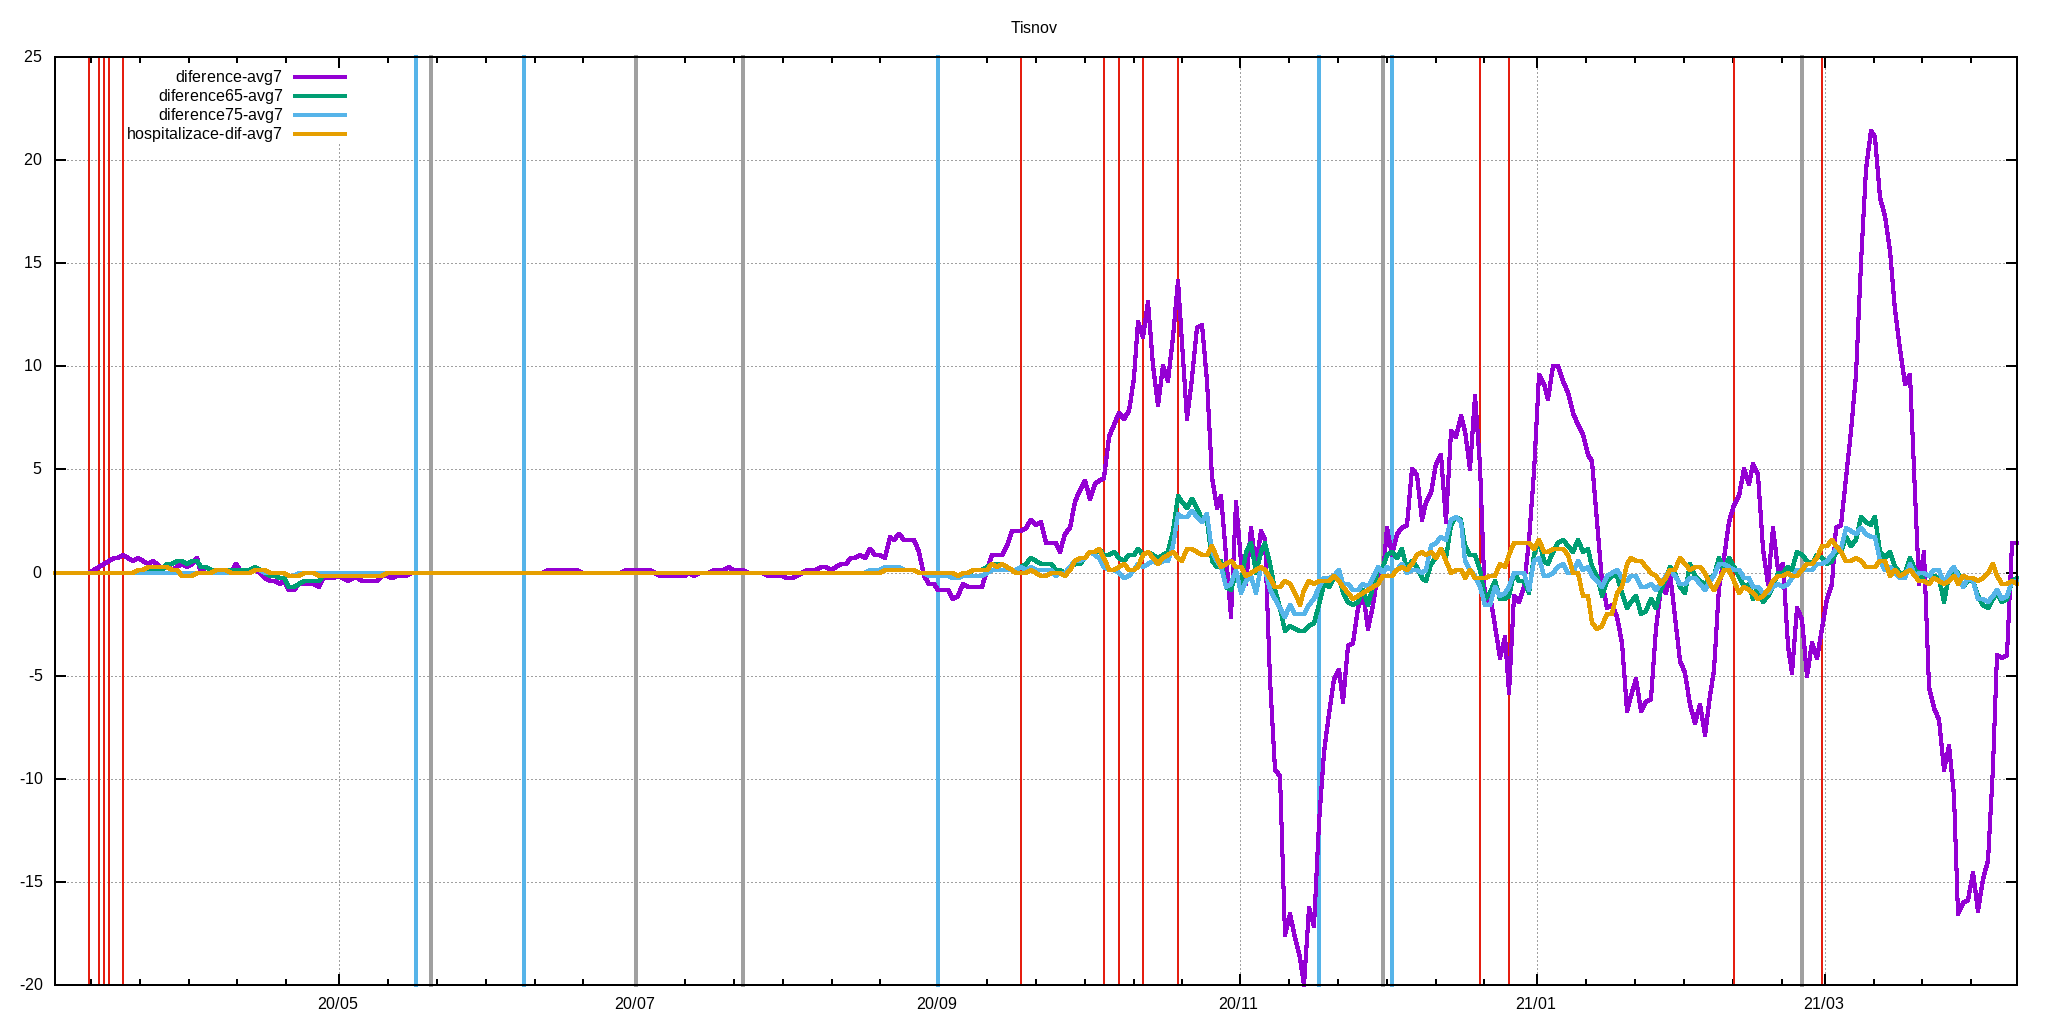 Tisnov
25
20
15
10
5
0
-5
-10
-15
-20
diference-avg7
diference65-avg7
diference75-avg7
hospitalizace-dif-avg7
20/05 20/07 20/09 20/11 21/01 21/03